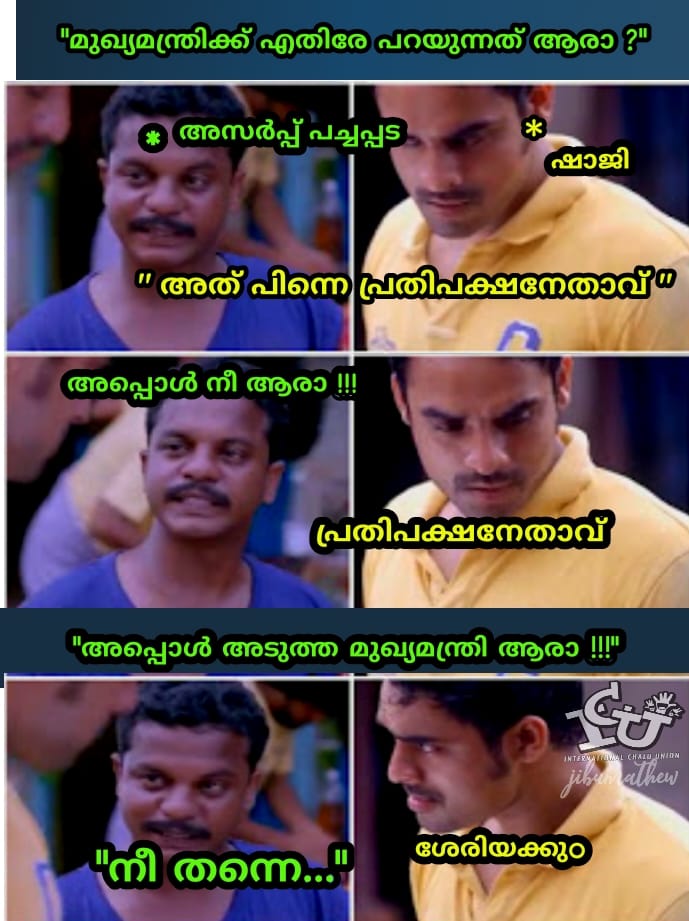 "മുഖ്യമന്ത്രിക്ക് എതിരേ പറയുന്നത് ആരാ ?"
* അസർപ്പ് പച്ചപ്പട
*
ഷാജി
" അത് പിന്നെ പ്രതിപക്ഷനേതാവ് "
അപ്പൊൾ നീ ആരാ !!!
പ്രതിപക്ഷനേതാവ്
"അപ്പൊൾ അടുത്ത മുഖ്യമന്ത്രി ആരാ !!!"
ICU
INTERNATIONAL CHALU UNION
jibumathew
"നീ തന്നെ..."
ശേരിയക്കും